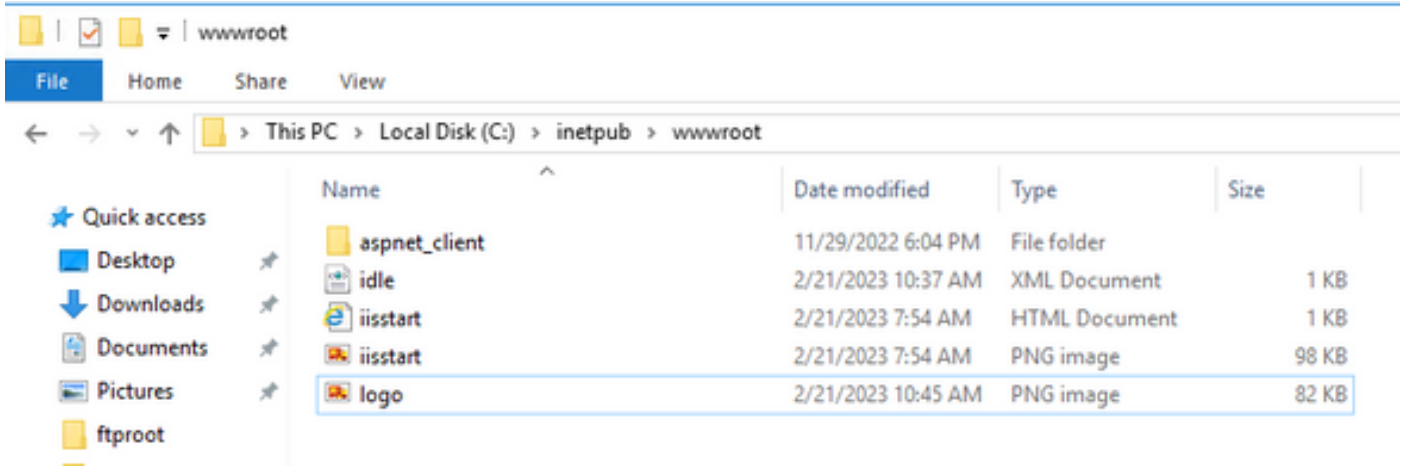 wwwroot
File Home Share View
This PC > Local Disk (C:) > inetpub > wwwroot
Name Date modified Type Size
Quick access
Desktop
Downloads
Documents
Pictures
ftproot
aspnet_client 11/29/2022 6:04 PM File folder
idle 2/21/2023 10:37 AM XML Document 1 KB
iisstart 2/21/2023 7:54 AM HTML Document 1 KB
iisstart 2/21/2023 7:54 AM PNG image 98 KB
logo 2/21/2023 10:45 AM PNG image 82 KB